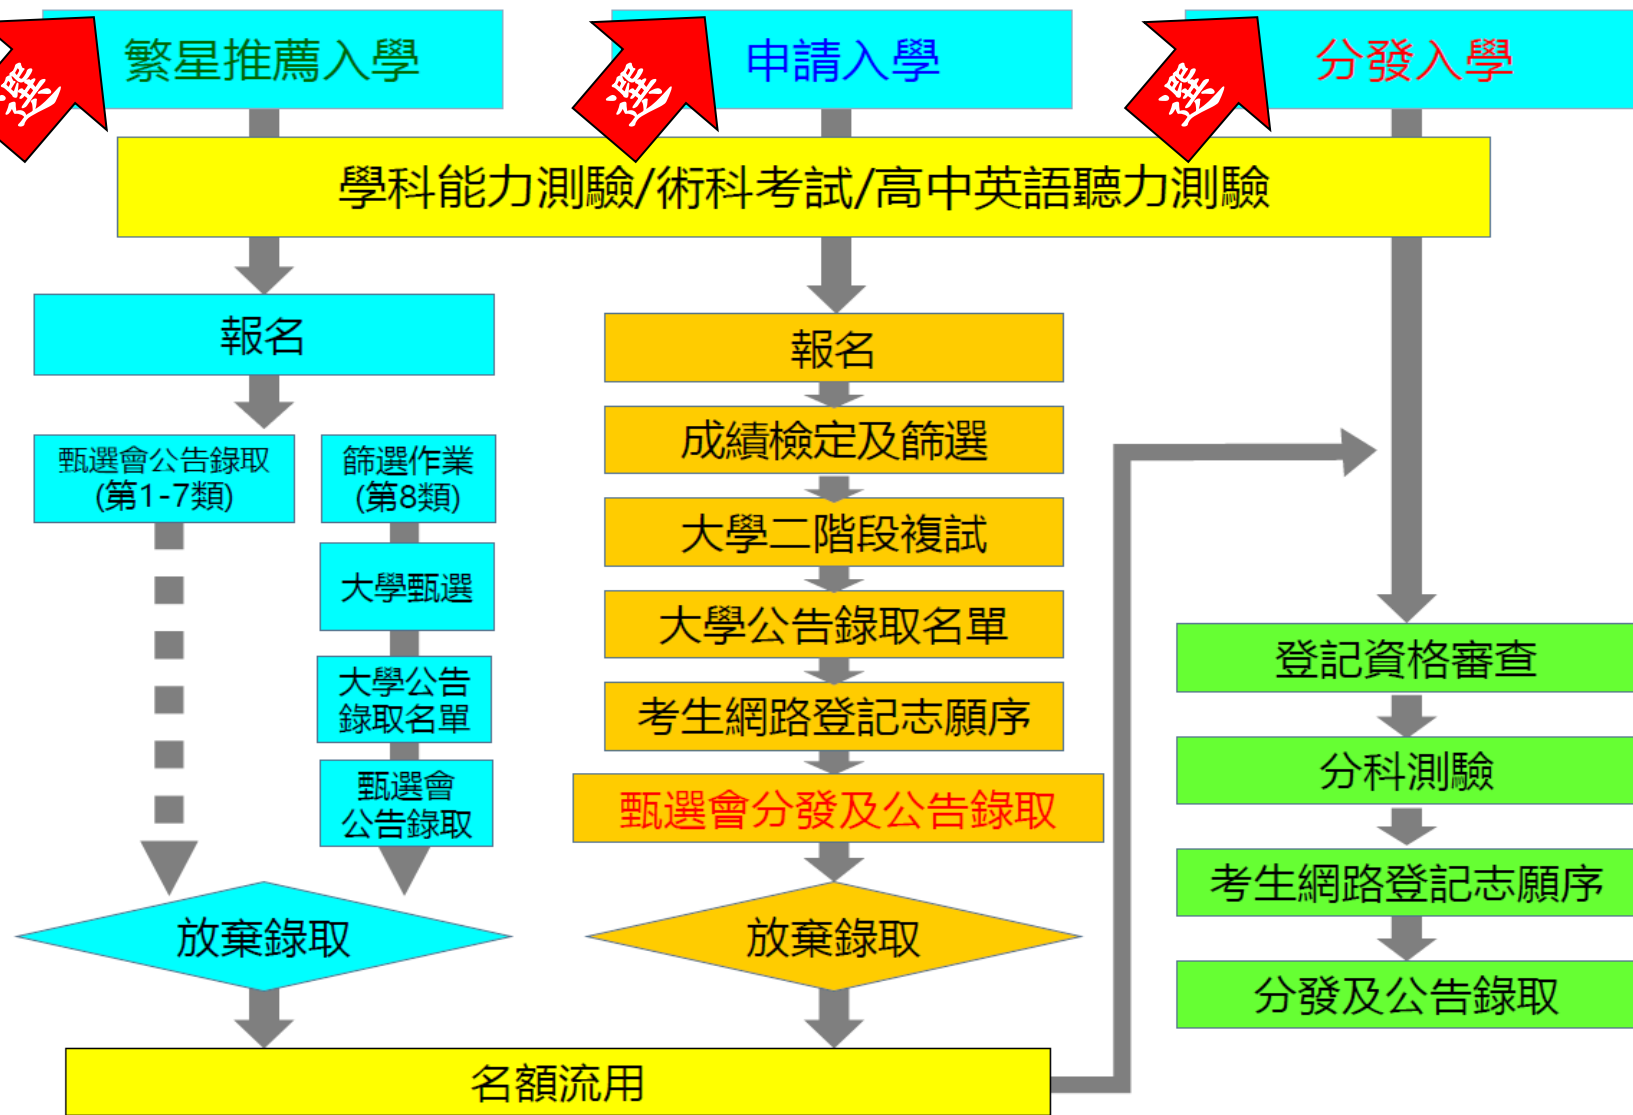 繁星推薦入學
選
申請入學
選
分發入學
選
學科能力測驗/術科考試/高中英語聽力測驗
報名
甄選會公告錄取
(第1-7類)
篩選作業
(第8類)
大學甄選
大學公告
錄取名單
甄選會
公告錄取
放棄錄取
報名
成績檢定及篩選
大學二階段複試
大學公告錄取名單
考生網路登記志願序
甄選會分發及公告錄取
放棄錄取
名額流用
登記資格審查
分科測驗
考生網路登記志願序
分發及公告錄取